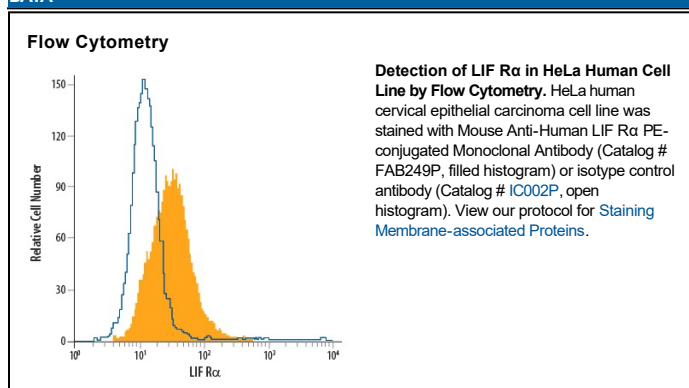 DATA
Flow Cytometry
150
120
90
60
30
0
Relative Cell Number
10⁰
10¹
10²
10³
10⁴
LIF Rα
Detection of LIF Rα in HeLa Human Cell
Line by Flow Cytometry. HeLa human
cervical epithelial carcinoma cell line was
stained with Mouse Anti-Human LIF Rα PE-
conjugated Monoclonal Antibody (Catalog #
FAB249P, filled histogram) or isotype control
antibody (Catalog # IC002P, open
histogram). View our protocol for Staining
Membrane-associated Proteins.